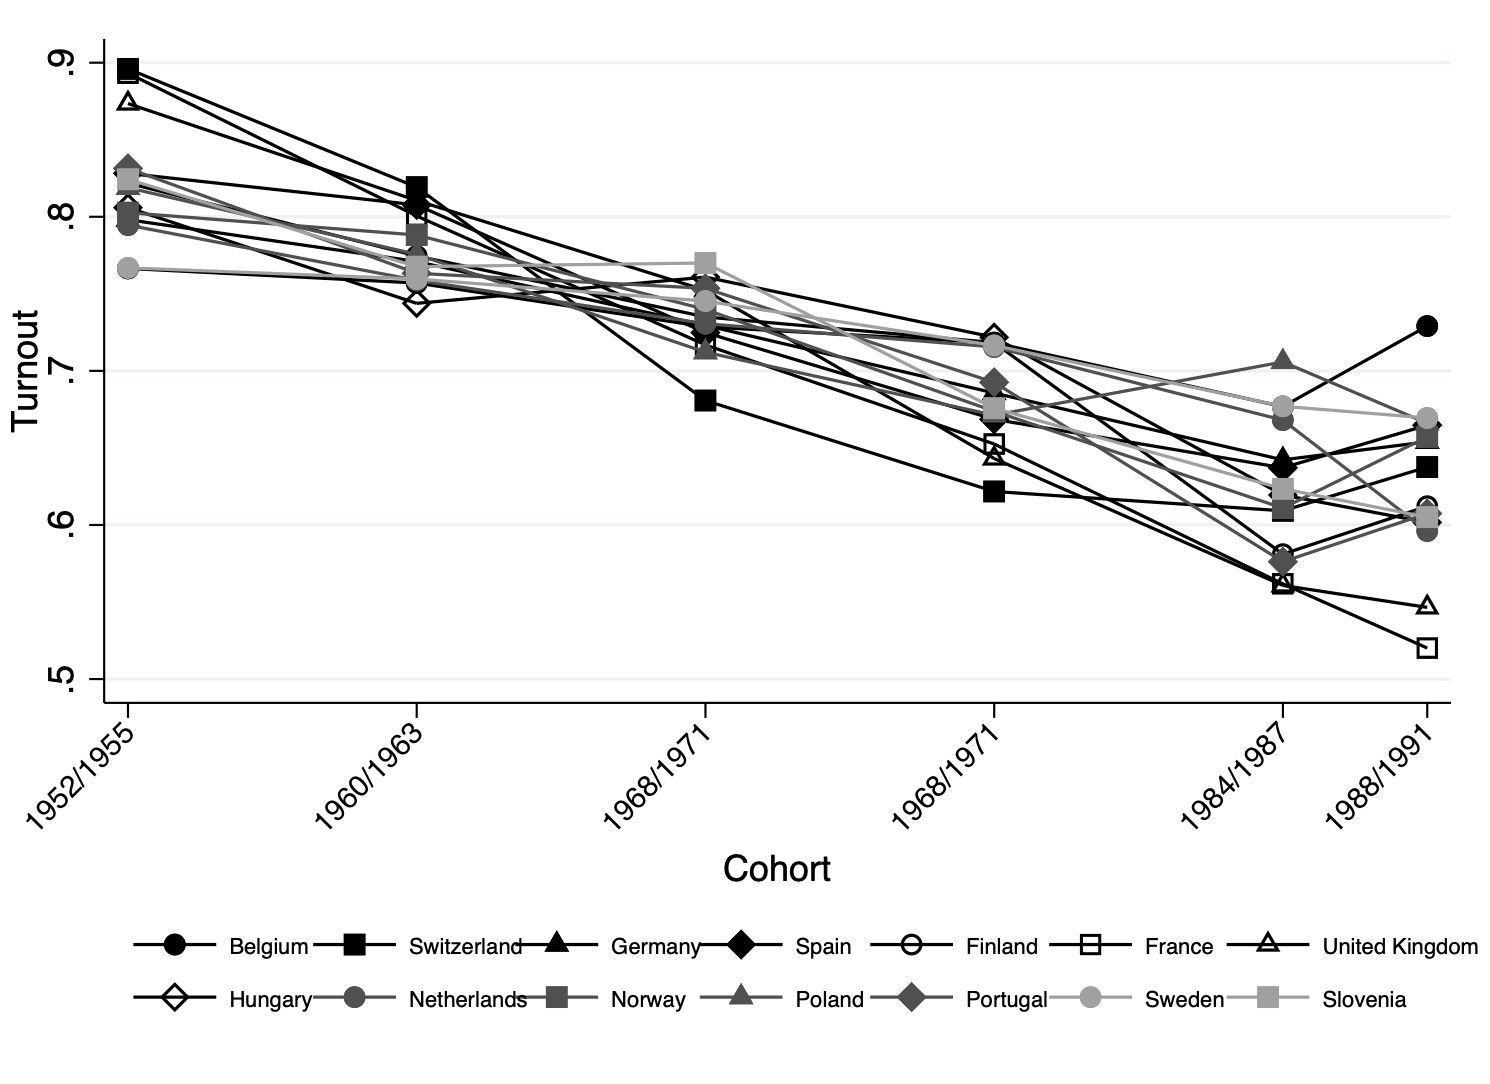 .9
.8
.7
.6
.5
Turnout
1952/1955
1960/1963
1968/1971
1968/1971
1984/1987
1988/1991
Cohort
Belgium Switzerland Germany Spain Finland France United Kingdom
Hungary Netherlands Norway Poland Portugal Sweden Slovenia